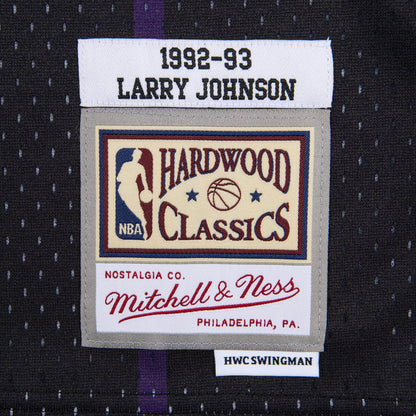 1992-93
LARRY JOHNSON
HARDWOOD
CLASSICS
NBA
NOSTALGIA CO.
Mitchell & Ness
PHILADELPHIA, PA.
HWC SWINGMAN